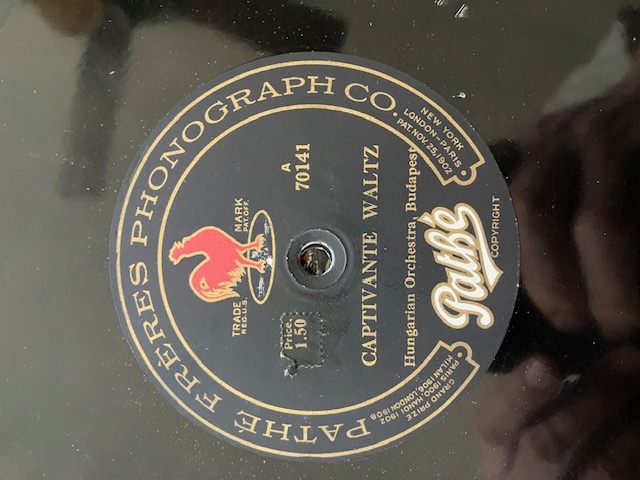 PATHÉ FRÈRES PHONOGRAPH CO.
NEW YORK
LONDON-PARIS
PAT. NOV. 25, 1902
TRADE MARK
REG. U.S. PAT. OFF.
Price.
1.50
A
70141
CAPTIVANTE WALTZ
Hungarian Orchestra, Budapest
Pathé
COPYRIGHT
GRAND PRIZE
PARIS 1900, HANOI 1902
MILAN 1906, LONDON 1908